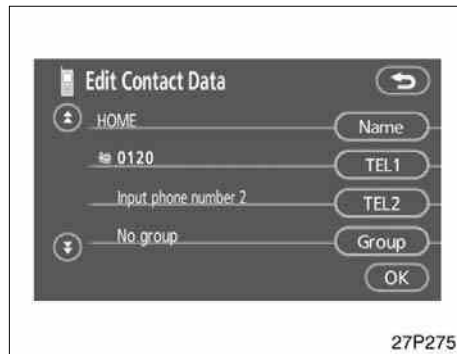 Edit Contact Data
HOME
Name
0120
TEL1
Input phone number 2
TEL2
No group
Group
OK
27P275